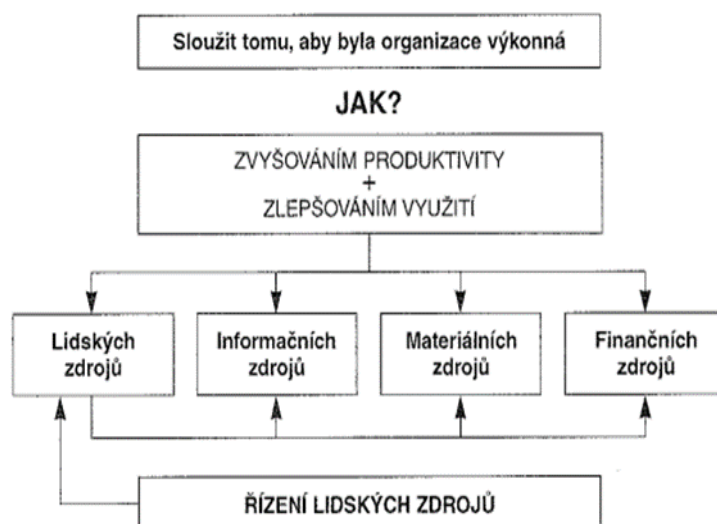 Sloužit tomu, aby byla organizace výkonná
JAK?
ZVYŠOVÁNÍM PRODUKTIVITY
+
ZLEPŠOVÁNÍM VYUŽITÍ
Lidských
zdrojů
Informačních
zdrojů
Materiálních
zdrojů
Finančních
zdrojů
ŘÍZENÍ LIDSKÝCH ZDROJŮ